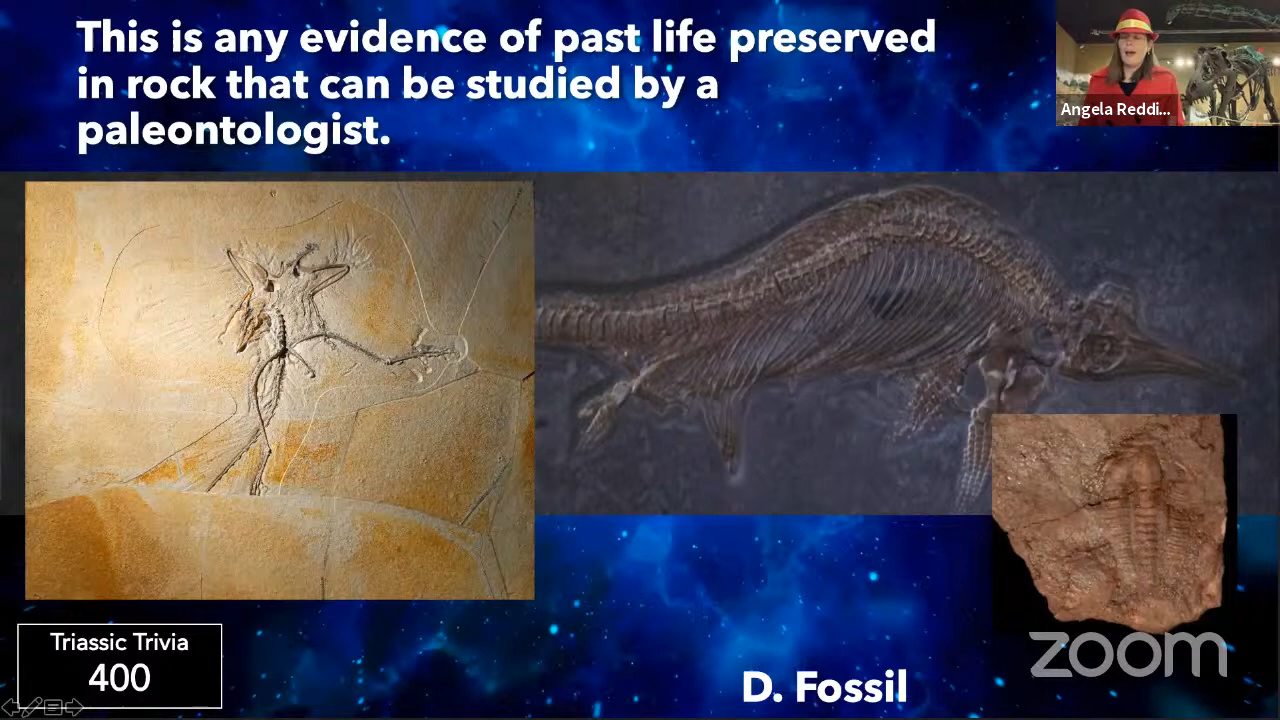 This is any evidence of past life preserved
in rock that can be studied by a
paleontologist.
Angela Reddi...
Triassic Trivia
400
D. Fossil
zoom